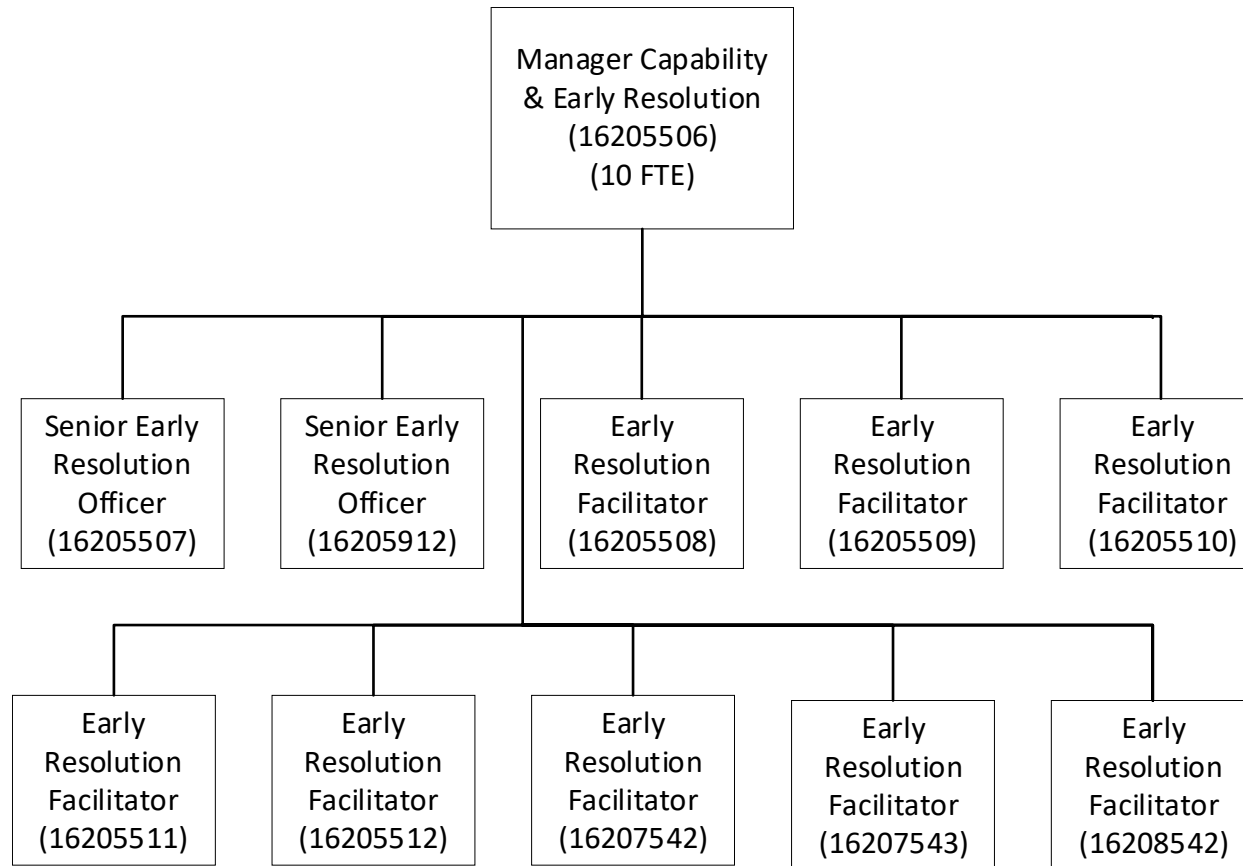 Manager Capability
& Early Resolution
(16205506)
(10 FTE)
Senior Early
Resolution
Officer
(16205507)
Senior Early
Resolution
Officer
(16205912)
Early
Resolution
Facilitator
(16205508)
Early
Resolution
Facilitator
(16205509)
Early
Resolution
Facilitator
(16205510)
Early
Resolution
Facilitator
(16205511)
Early
Resolution
Facilitator
(16205512)
Early
Resolution
Facilitator
(16207542)
Early
Resolution
Facilitator
(16207543)
Early
Resolution
Facilitator
(16208542)